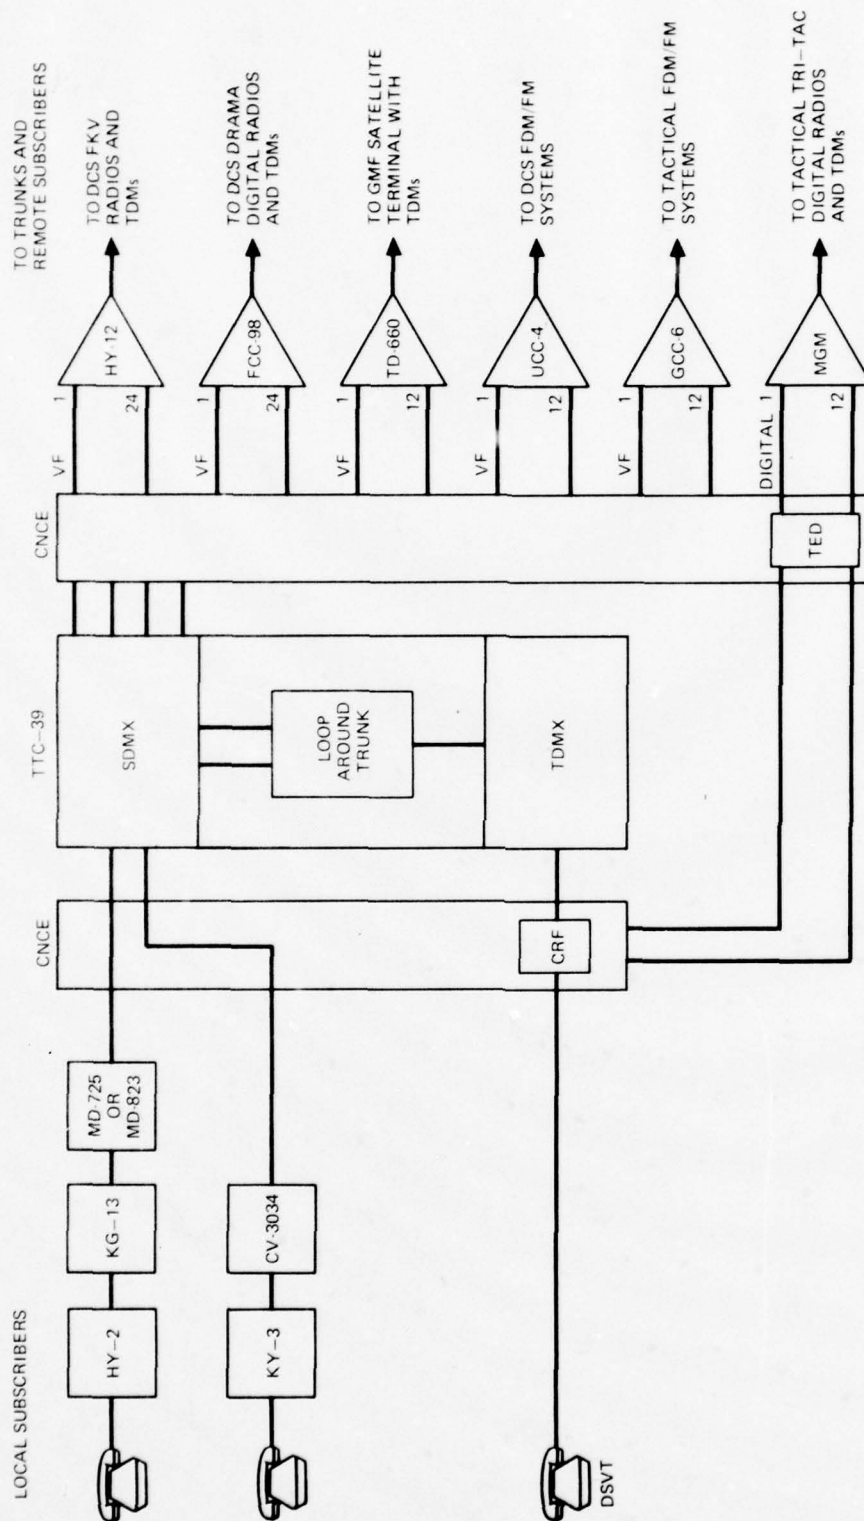 LOCAL SUBSCRIBERS
HY-2
KG-13
MD-725
OR
MD-823
KY-3
CV-3034
DSVT
CNCE
CRF
TTC-39
SDMX
LOOP
AROUND
TRUNK
TDMX
CNCE
TED
TO TRUNKS AND
REMOTE SUBSCRIBERS
VF
1
24
HY-12
TO DCS FKV
RADIOS AND
TDMs
VF
1
24
FCC-98
TO DCS DRAMA
DIGITAL RADIOS
AND TDMs
VF
1
12
TD-660
TO GMF SATELLITE
TERMINAL WITH
TDMs
VF
1
12
UCC-4
TO DCS FDM/FM
SYSTEMS
VF
1
12
GCC-6
TO TACTICAL FDM/FM
SYSTEMS
DIGITAL
1
12
MGM
TO TACTICAL TRI-TAC
DIGITAL RADIOS
AND TDMs